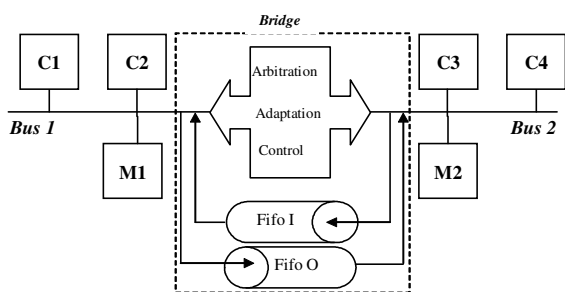 Bridge
C1
C2
C3
C4
Arbitration
Adaptation
Control
Bus 1
Bus 2
M1
M2
Fifo I
Fifo O